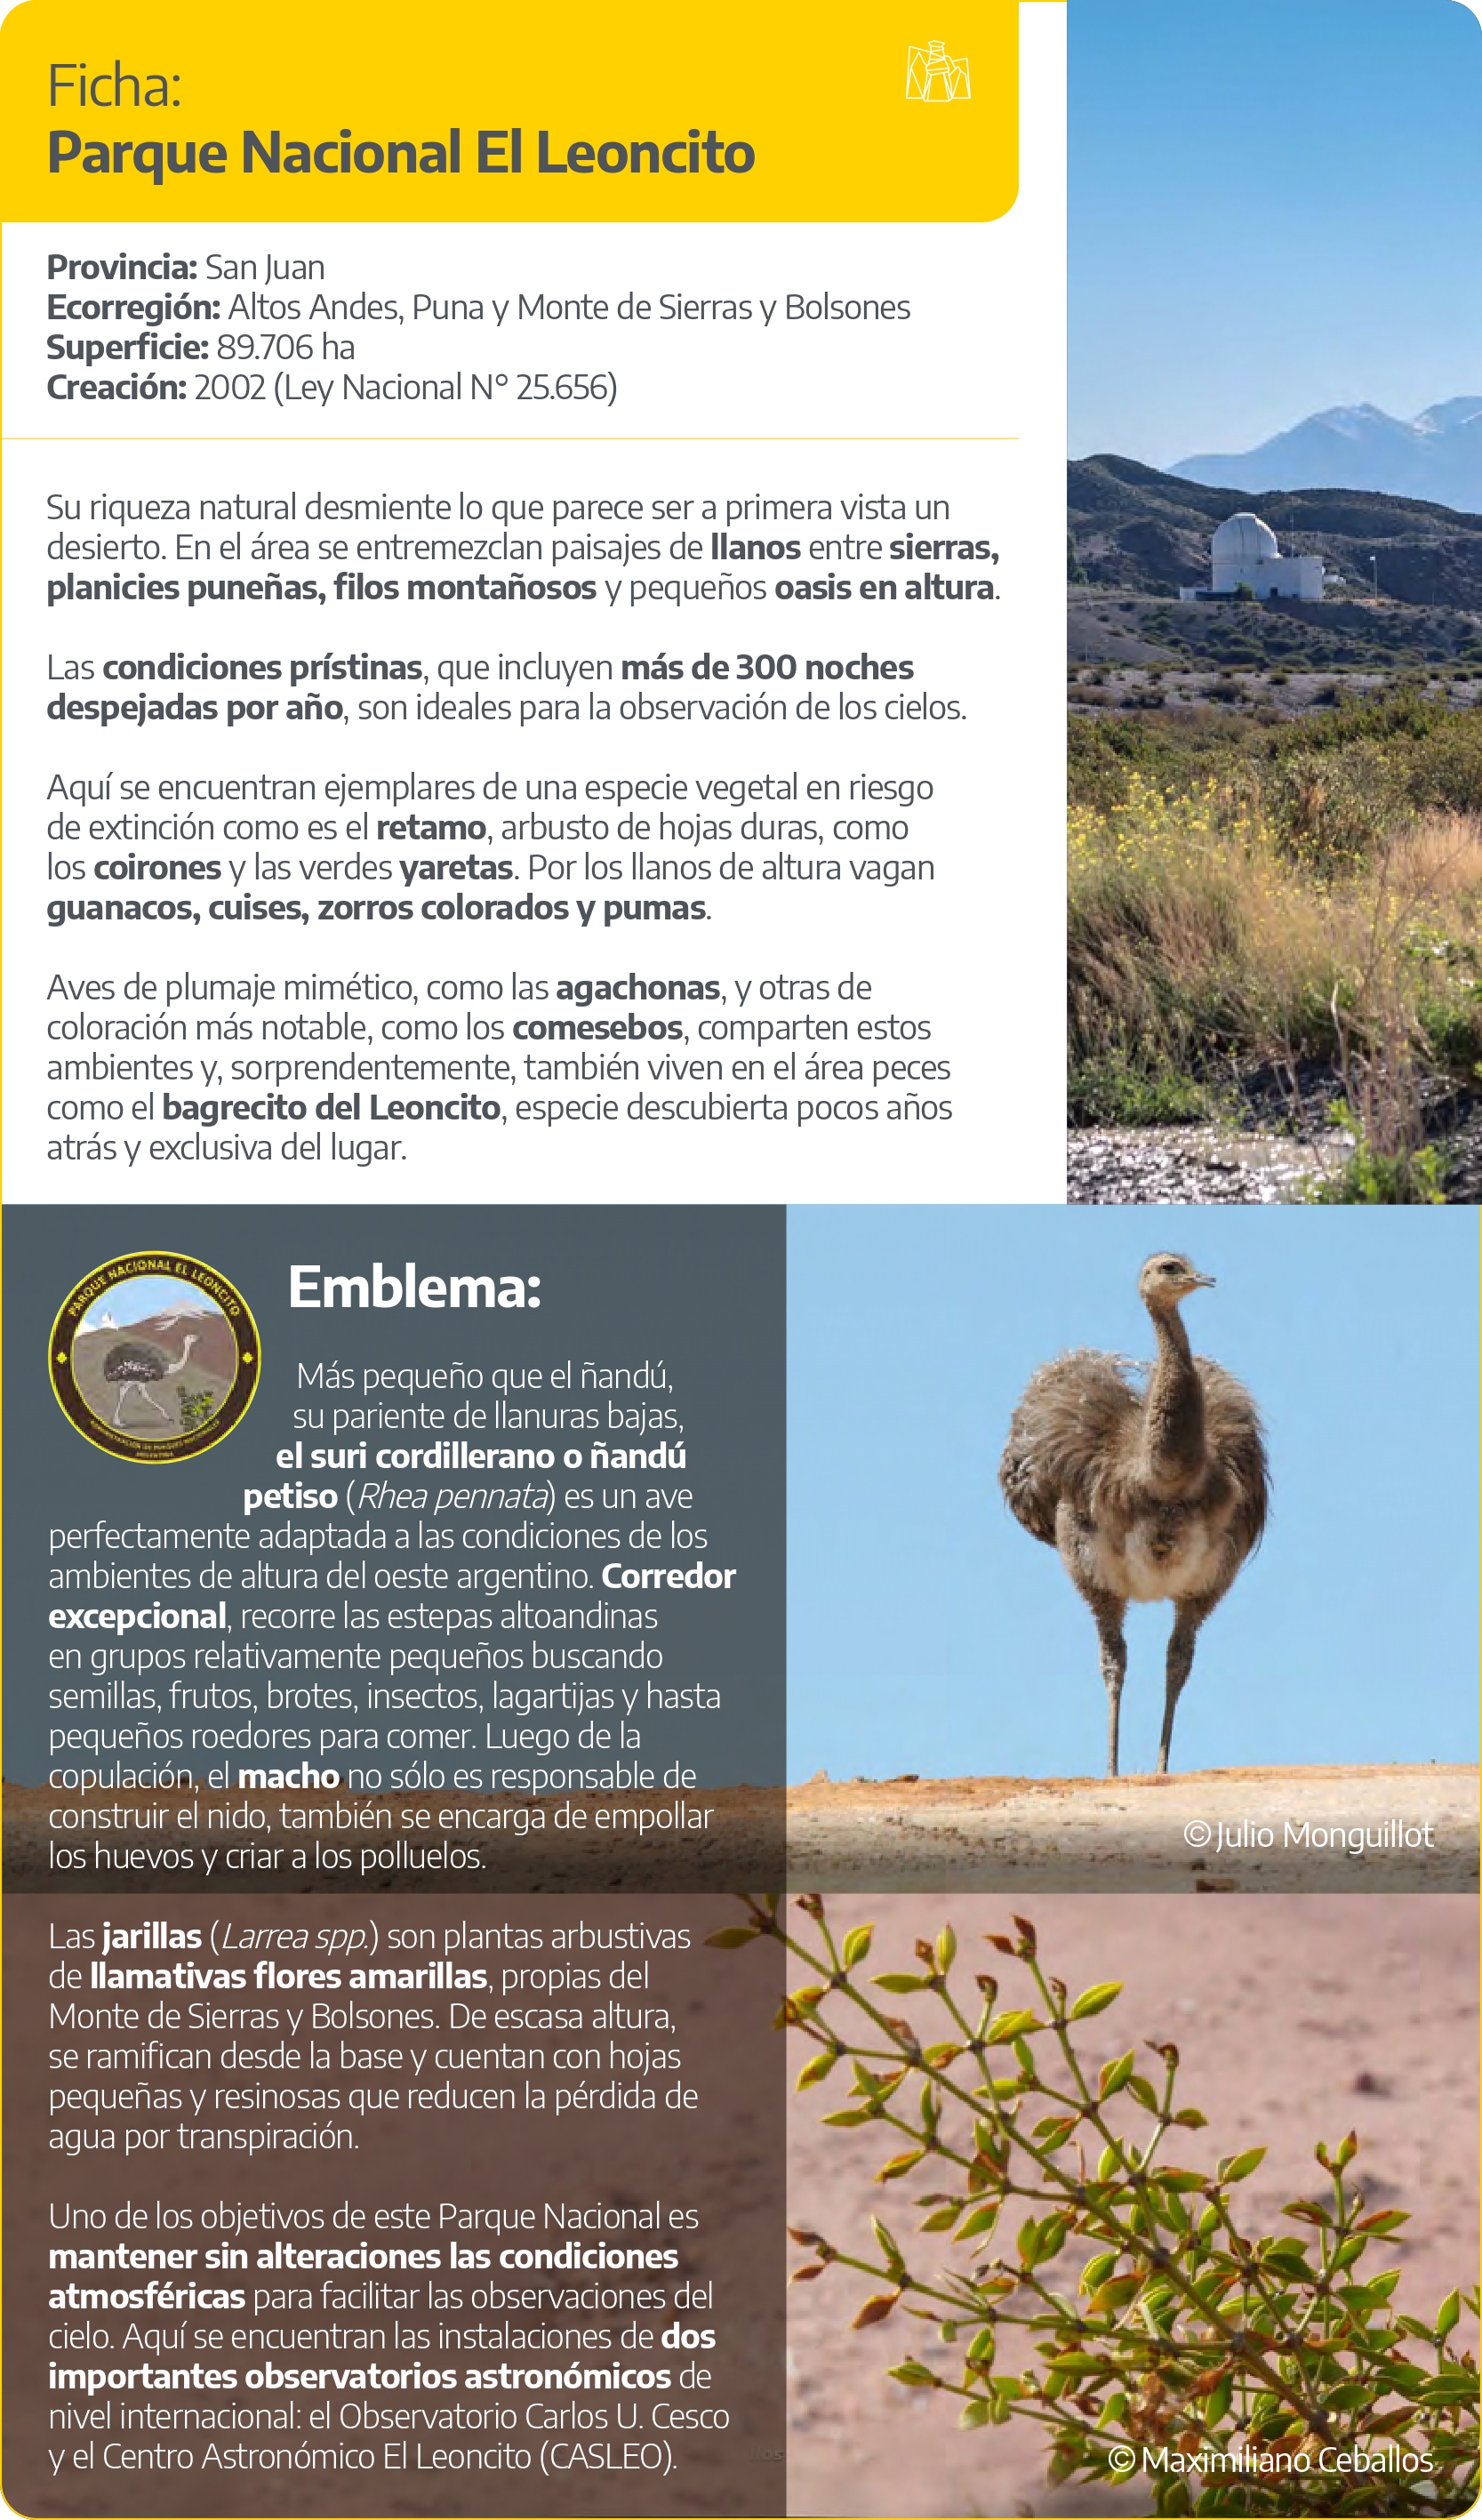 Ficha:
Parque Nacional El Leoncito
Provincia: San Juan
Ecorregión: Altos Andes, Puna y Monte de Sierras y Bolsones
Superficie: 89.706 ha
Creación: 2002 (Ley Nacional N° 25.656)
Su riqueza natural desmiente lo que parece ser a primera vista un
desierto. En el área se entremezclan paisajes de llanos entre sierras,
planicies puneñas, filos montañosos y pequeños oasis en altura.
Las condiciones prístinas, que incluyen más de 300 noches
despejadas por año, son ideales para la observación de los cielos.
Aquí se encuentran ejemplares de una especie vegetal en riesgo
de extinción como es el retamo, arbusto de hojas duras, como
los coirones y las verdes yaretas. Por los llanos de altura vagan
guanacos, cuises, zorros colorados y pumas.
Aves de plumaje mimético, como las agachonas, y otras de
coloración más notable, como los comesebos, comparten estos
ambientes y, sorprendentemente, también viven en el área peces
como el bagrecito del Leoncito, especie descubierta pocos años
atrás y exclusiva del lugar.
PARQUE NACIONAL EL LEONCITO
ADMINISTRACIÓN DE PARQUES NACIONALES
ARGENTINA
Emblema:
Más pequeño que el ñandú,
su pariente de llanuras bajas,
el suri cordillerano o ñandú
petiso (Rhea pennata) es un ave
perfectamente adaptada a las condiciones de los
ambientes de altura del oeste argentino. Corredor
excepcional, recorre las estepas altoandinas
en grupos relativamente pequeños buscando
semillas, frutos, brotes, insectos, lagartijas y hasta
pequeños roedores para comer. Luego de la
copulación, el macho no sólo es responsable de
construir el nido, también se encarga de empollar
los huevos y criar a los polluelos.
© Julio Monguillot
Las jarillas (Larrea spp.) son plantas arbustivas
de llamativas flores amarillas, propias del
Monte de Sierras y Bolsones. De escasa altura,
se ramifican desde la base y cuentan con hojas
pequeñas y resinosas que reducen la pérdida de
agua por transpiración.
Uno de los objetivos de este Parque Nacional es
mantener sin alteraciones las condiciones
atmosféricas para facilitar las observaciones del
cielo. Aquí se encuentran las instalaciones de dos
importantes observatorios astronómicos de
nivel internacional: el Observatorio Carlos U. Cesco
y el Centro Astronómico El Leoncito (CASLEO).
© Maximiliano Ceballos